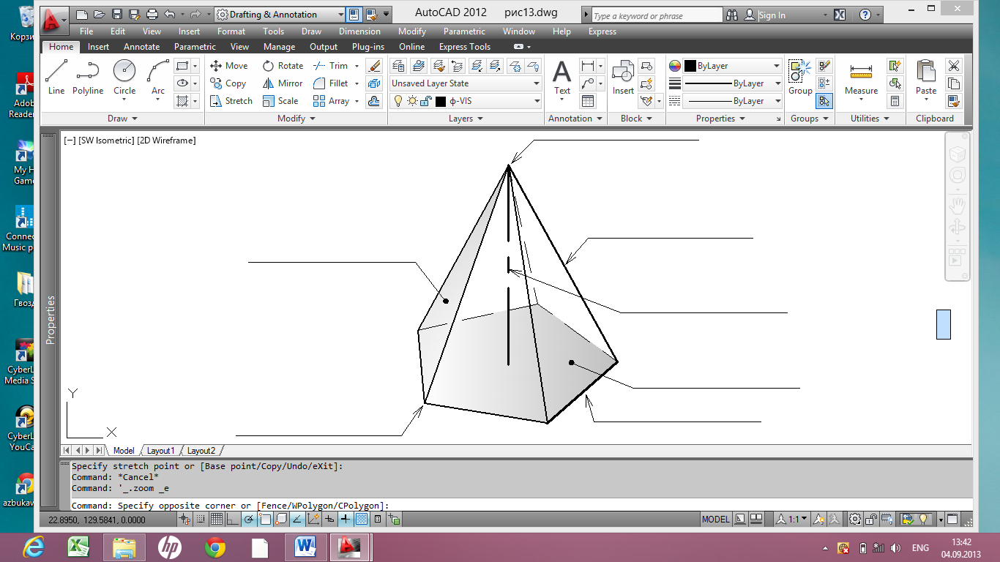 Drafting & Annotation
AutoCAD 2012 рис13.dwg
Type a keyword or phrase
Sign In
File Edit View Insert Format Tools Draw Dimension Modify Parametric Window Help Express
Home Insert Annotate Parametric View Manage Output Plug-ins Online Express Tools
Line Polyline Circle Arc
Move Rotate Trim
Copy Mirror Fillet
Stretch Scale Array
Unsaved Layer State
ф-VIS
Text
Insert
ByLayer
ByLayer
ByLayer
Group
Measure
Paste
Draw Modify Layers Annotation Block Properties Groups Utilities Clipboard
[−] [SW Isometric] [2D Wireframe]
Properties
Y
X
Model Layout1 Layout2
Specify stretch point or [Base point/Copy/Undo/eXit]:
Command: *Cancel*
Command: '_.zoom _e
Command: Specify opposite corner or [Fence/WPolygon/CPolygon]:
22.8950, 129.5841, 0.0000
MODEL
1:1
Корзи
Adob
Reader
My H
Game
Connec
Music p
Гвозд
CyberL
Media S
CyberL
YouCa
azbukaw
hp
ENG
13:42
04.09.2013